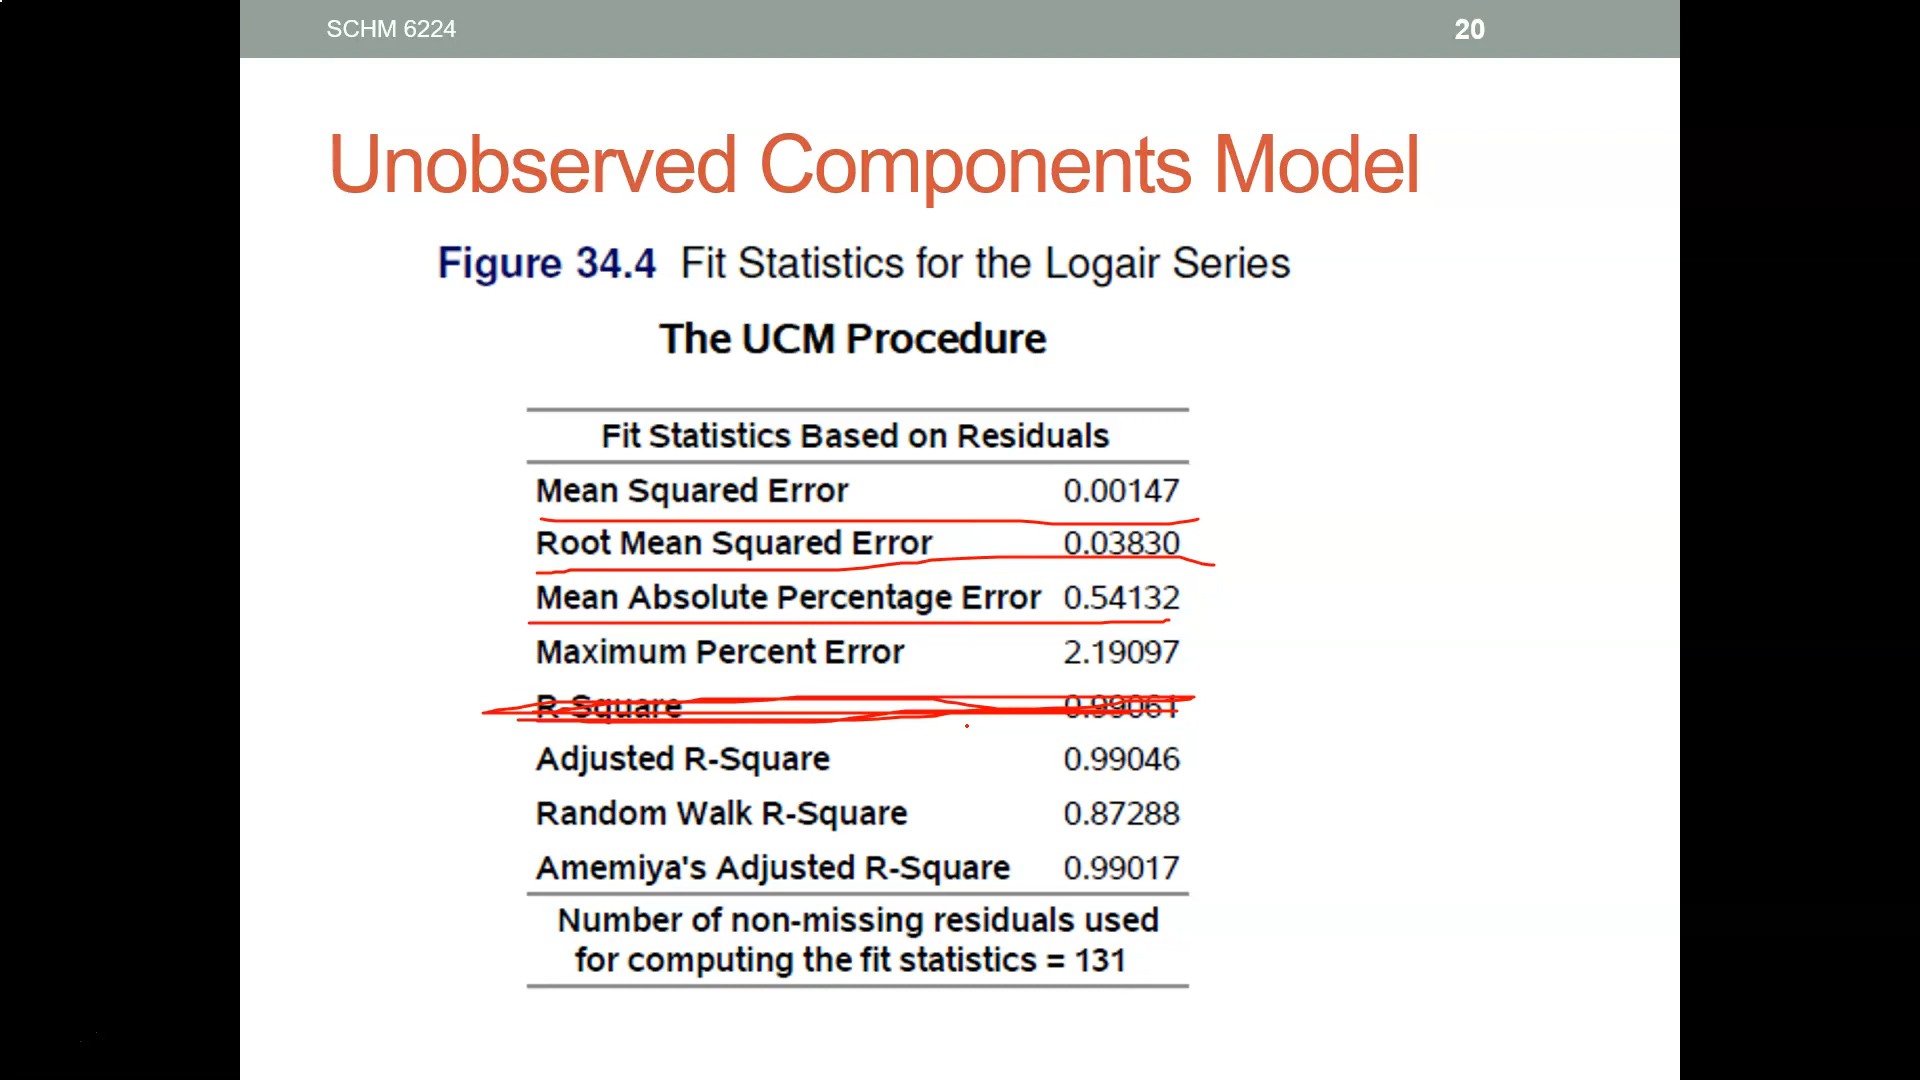 SCHM 6224
20
Unobserved Components Model
Figure 34.4 Fit Statistics for the Logair Series
The UCM Procedure
Fit Statistics Based on Residuals
Mean Squared Error 0.00147
Root Mean Squared Error 0.03830
Mean Absolute Percentage Error 0.54132
Maximum Percent Error 2.19097
R-Square 0.99061
Adjusted R-Square 0.99046
Random Walk R-Square 0.87288
Amemiya's Adjusted R-Square 0.99017
Number of non-missing residuals used
for computing the fit statistics = 131